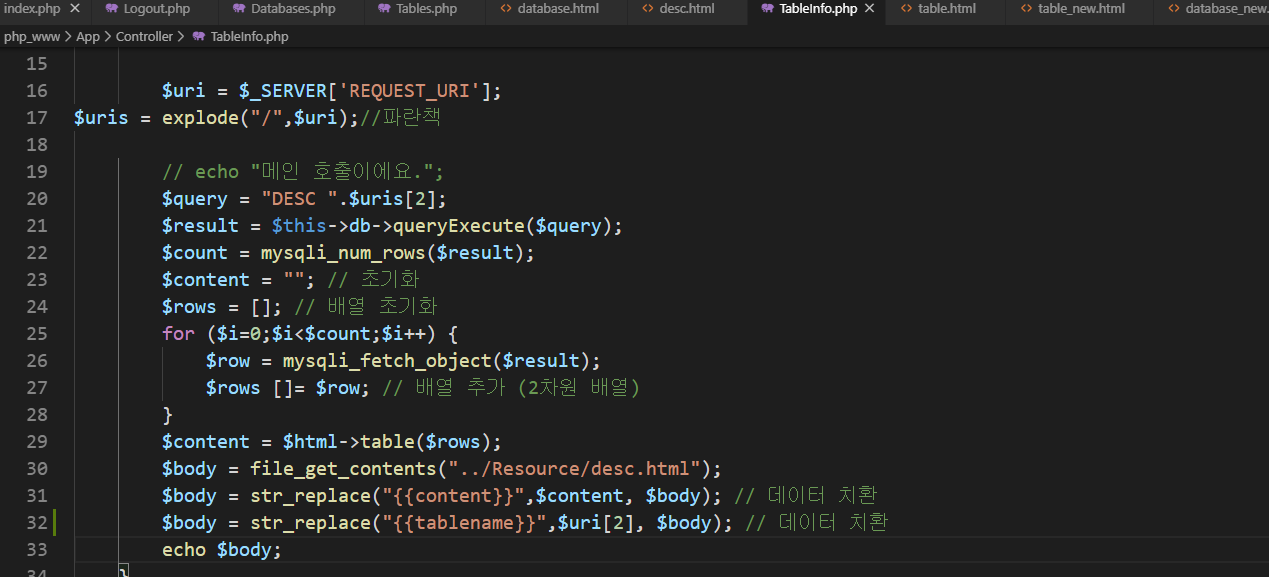 index.php × Logout.php Databases.php Tables.php database.html desc.html TableInfo.php × table.html table_new.html database_new.
php_www > App > Controller > TableInfo.php
15
16 $uri = $_SERVER['REQUEST_URI'];
17 $uris = explode("/",$uri);//파란책
18
19 // echo "메인 호출이에요.";
20 $query = "DESC ".$uris[2];
21 $result = $this->db->queryExecute($query);
22 $count = mysqli_num_rows($result);
23 $content = ""; // 초기화
24 $rows = []; // 배열 초기화
25 for ($i=0;$i<$count;$i++) {
26 $row = mysqli_fetch_object($result);
27 $rows []= $row; // 배열 추가 (2차원 배열)
28 }
29 $content = $html->table($rows);
30 $body = file_get_contents("../Resource/desc.html");
31 $body = str_replace("{{content}}",$content, $body); // 데이터 치환
32 $body = str_replace("{{tablename}}",$uri[2], $body); // 데이터 치환
33 echo $body;
34 }